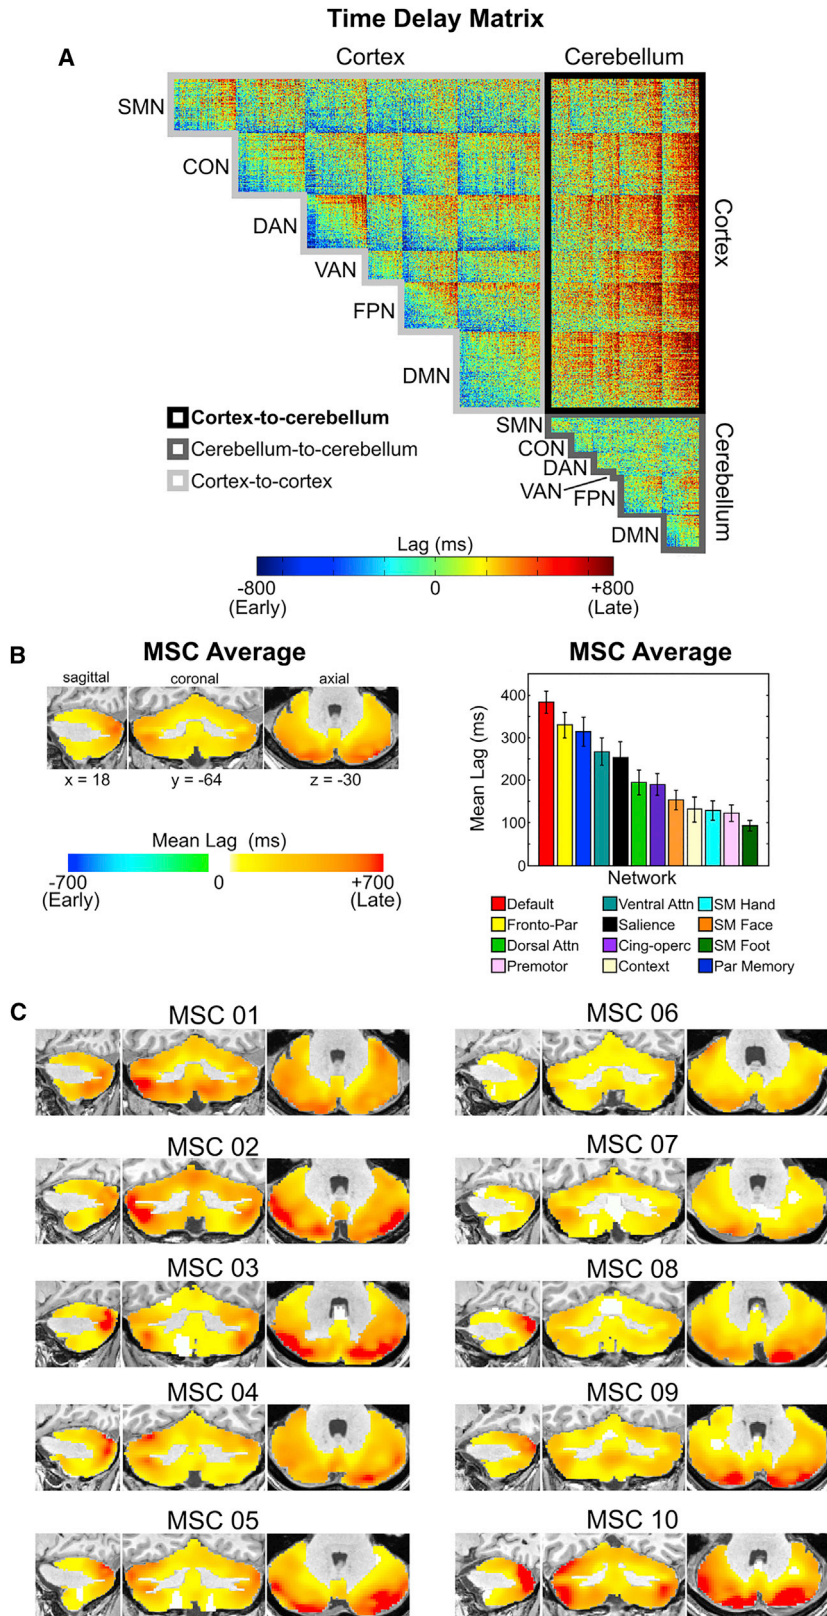 Time Delay Matrix
A
Cortex
Cerebellum
SMN
CON
DAN
VAN
FPN
DMN
Cortex
Cortex-to-cerebellum
Cerebellum-to-cerebellum
Cortex-to-cortex
SMN
CON
DAN
VAN
FPN
DMN
Cerebellum
Lag (ms)
-800 0 +800
(Early) (Late)
B
MSC Average
sagittal coronal axial
x = 18 y = -64 z = -30
Mean Lag (ms)
-700 0 +700
(Early) (Late)
MSC Average
Mean Lag (ms)
400
300
200
100
0
Network
Default Ventral Attn SM Hand
Fronto-Par Salience SM Face
Dorsal Attn Cing-operc SM Foot
Premotor Context Par Memory
C
MSC 01 MSC 06
MSC 02 MSC 07
MSC 03 MSC 08
MSC 04 MSC 09
MSC 05 MSC 10